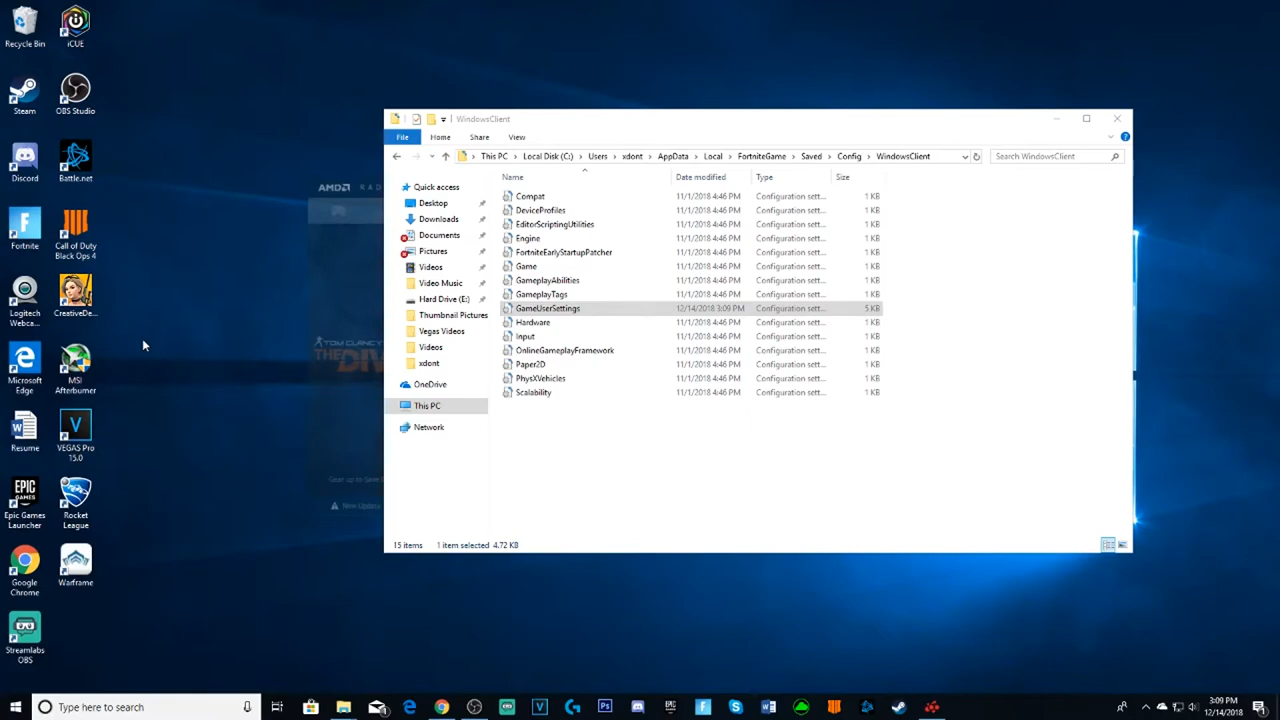 Recycle Bin
iCUE
Steam
OBS Studio
Discord
Battle.net
Fortnite
Call of Duty
Black Ops 4
Logitech
Webca...
CreativeDe...
Microsoft
Edge
MSI
Afterburner
Resume
VEGAS Pro
15.0
Epic Games
Launcher
Rocket
League
Google
Chrome
Warframe
Streamlabs
OBS
AMD RAD
TOM CLANCY
THE DIV
Gear up to Save
New Update
WindowsClient
File Home Share View
This PC Local Disk (C:) Users xdont AppData Local FortniteGame Saved Config WindowsClient
Search WindowsClient
Quick access
Desktop
Downloads
Documents
Pictures
Videos
Video Music
Hard Drive (E:)
Thumbnail Pictures
Vegas Videos
Videos
xdont
OneDrive
This PC
Network
Name Date modified Type Size
Compat 11/1/2018 4:46 PM Configuration sett... 1 KB
DeviceProfiles 11/1/2018 4:46 PM Configuration sett... 1 KB
EditorScriptingUtilities 11/1/2018 4:46 PM Configuration sett... 1 KB
Engine 11/1/2018 4:46 PM Configuration sett... 1 KB
FortniteEarlyStartupPatcher 11/1/2018 4:46 PM Configuration sett... 1 KB
Game 11/1/2018 4:46 PM Configuration sett... 1 KB
GameplayAbilities 11/1/2018 4:46 PM Configuration sett... 1 KB
GameplayTags 11/1/2018 4:46 PM Configuration sett... 1 KB
GameUserSettings 12/14/2018 3:09 PM Configuration sett... 5 KB
Hardware 11/1/2018 4:46 PM Configuration sett... 1 KB
Input 11/1/2018 4:46 PM Configuration sett... 1 KB
OnlineGameplayFramework 11/1/2018 4:46 PM Configuration sett... 1 KB
Paper2D 11/1/2018 4:46 PM Configuration sett... 1 KB
PhysXVehicles 11/1/2018 4:46 PM Configuration sett... 1 KB
Scalability 11/1/2018 4:46 PM Configuration sett... 1 KB
15 items 1 item selected 4.72 KB
Type here to search
3:09 PM
12/14/2018